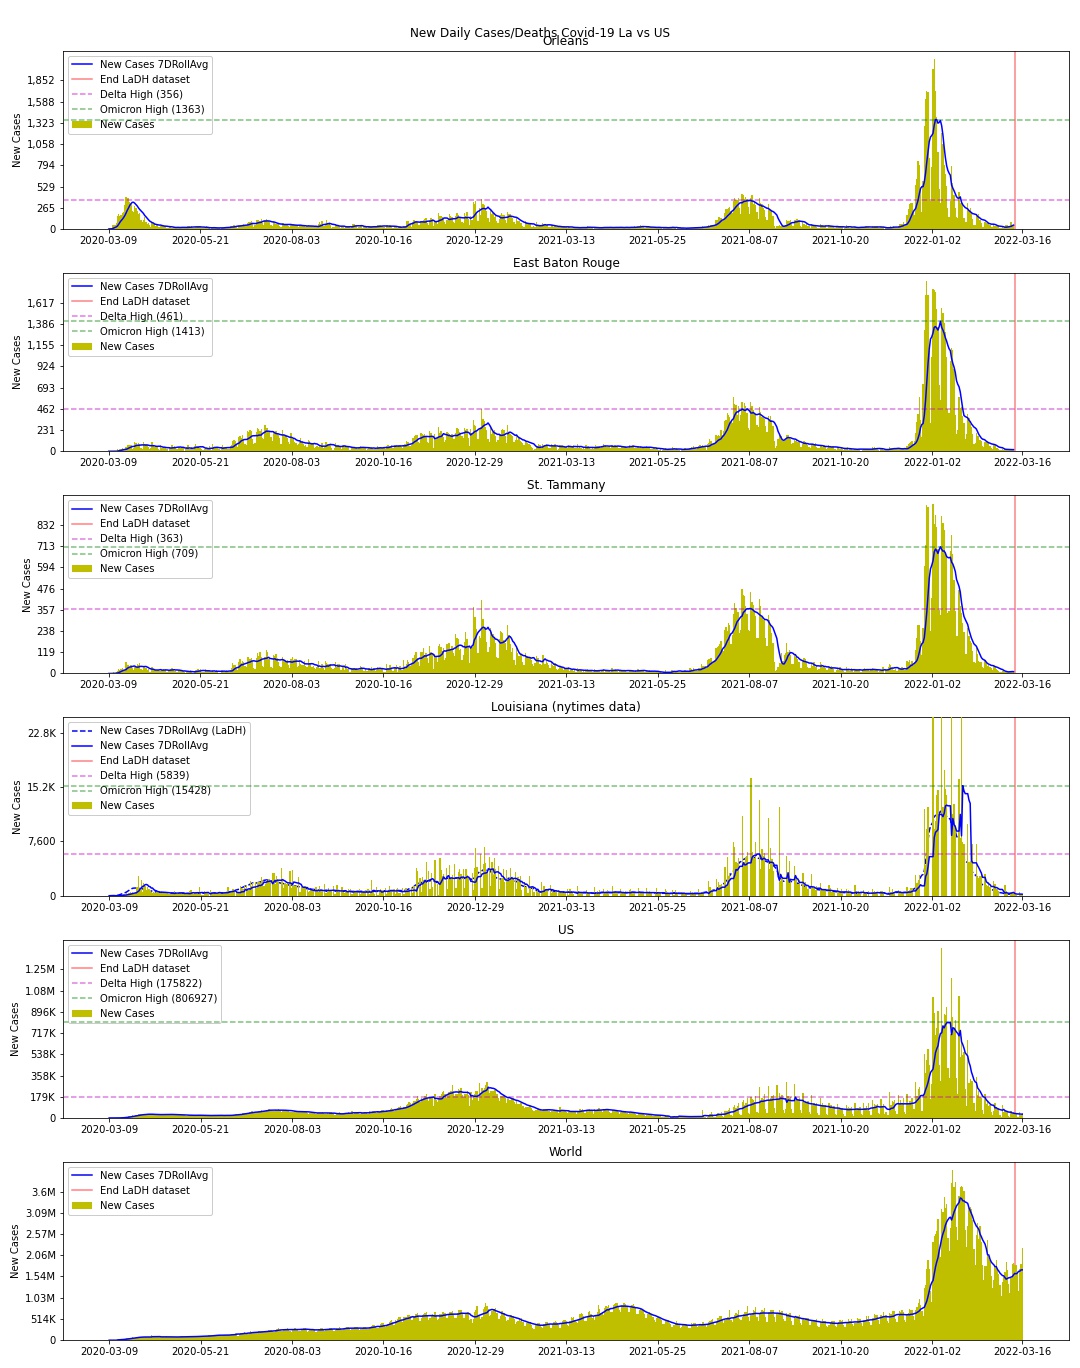 New Daily Cases/Deaths Covid-19 La vs US
Orleans
New Cases 7DRollAvg
End LaDH dataset
Delta High (356)
Omicron High (1363)
New Cases
New Cases
1,852
1,588
1,323
1,058
794
529
265
0
2020-03-09 2020-05-21 2020-08-03 2020-10-16 2020-12-29 2021-03-13 2021-05-25 2021-08-07 2021-10-20 2022-01-02 2022-03-16
East Baton Rouge
New Cases 7DRollAvg
End LaDH dataset
Delta High (461)
Omicron High (1413)
New Cases
New Cases
1,617
1,386
1,155
924
693
462
231
0
2020-03-09 2020-05-21 2020-08-03 2020-10-16 2020-12-29 2021-03-13 2021-05-25 2021-08-07 2021-10-20 2022-01-02 2022-03-16
St. Tammany
New Cases 7DRollAvg
End LaDH dataset
Delta High (363)
Omicron High (709)
New Cases
New Cases
832
713
594
476
357
238
119
0
2020-03-09 2020-05-21 2020-08-03 2020-10-16 2020-12-29 2021-03-13 2021-05-25 2021-08-07 2021-10-20 2022-01-02 2022-03-16
Louisiana (nytimes data)
New Cases 7DRollAvg (LaDH)
New Cases 7DRollAvg
End LaDH dataset
Delta High (5839)
Omicron High (15428)
New Cases
New Cases
22.8K
15.2K
7,600
0
2020-03-09 2020-05-21 2020-08-03 2020-10-16 2020-12-29 2021-03-13 2021-05-25 2021-08-07 2021-10-20 2022-01-02 2022-03-16
US
New Cases 7DRollAvg
End LaDH dataset
Delta High (175822)
Omicron High (806927)
New Cases
New Cases
1.25M
1.08M
896K
717K
538K
358K
179K
0
2020-03-09 2020-05-21 2020-08-03 2020-10-16 2020-12-29 2021-03-13 2021-05-25 2021-08-07 2021-10-20 2022-01-02 2022-03-16
World
New Cases 7DRollAvg
End LaDH dataset
New Cases
New Cases
3.6M
3.09M
2.57M
2.06M
1.54M
1.03M
514K
0
2020-03-09 2020-05-21 2020-08-03 2020-10-16 2020-12-29 2021-03-13 2021-05-25 2021-08-07 2021-10-20 2022-01-02 2022-03-16